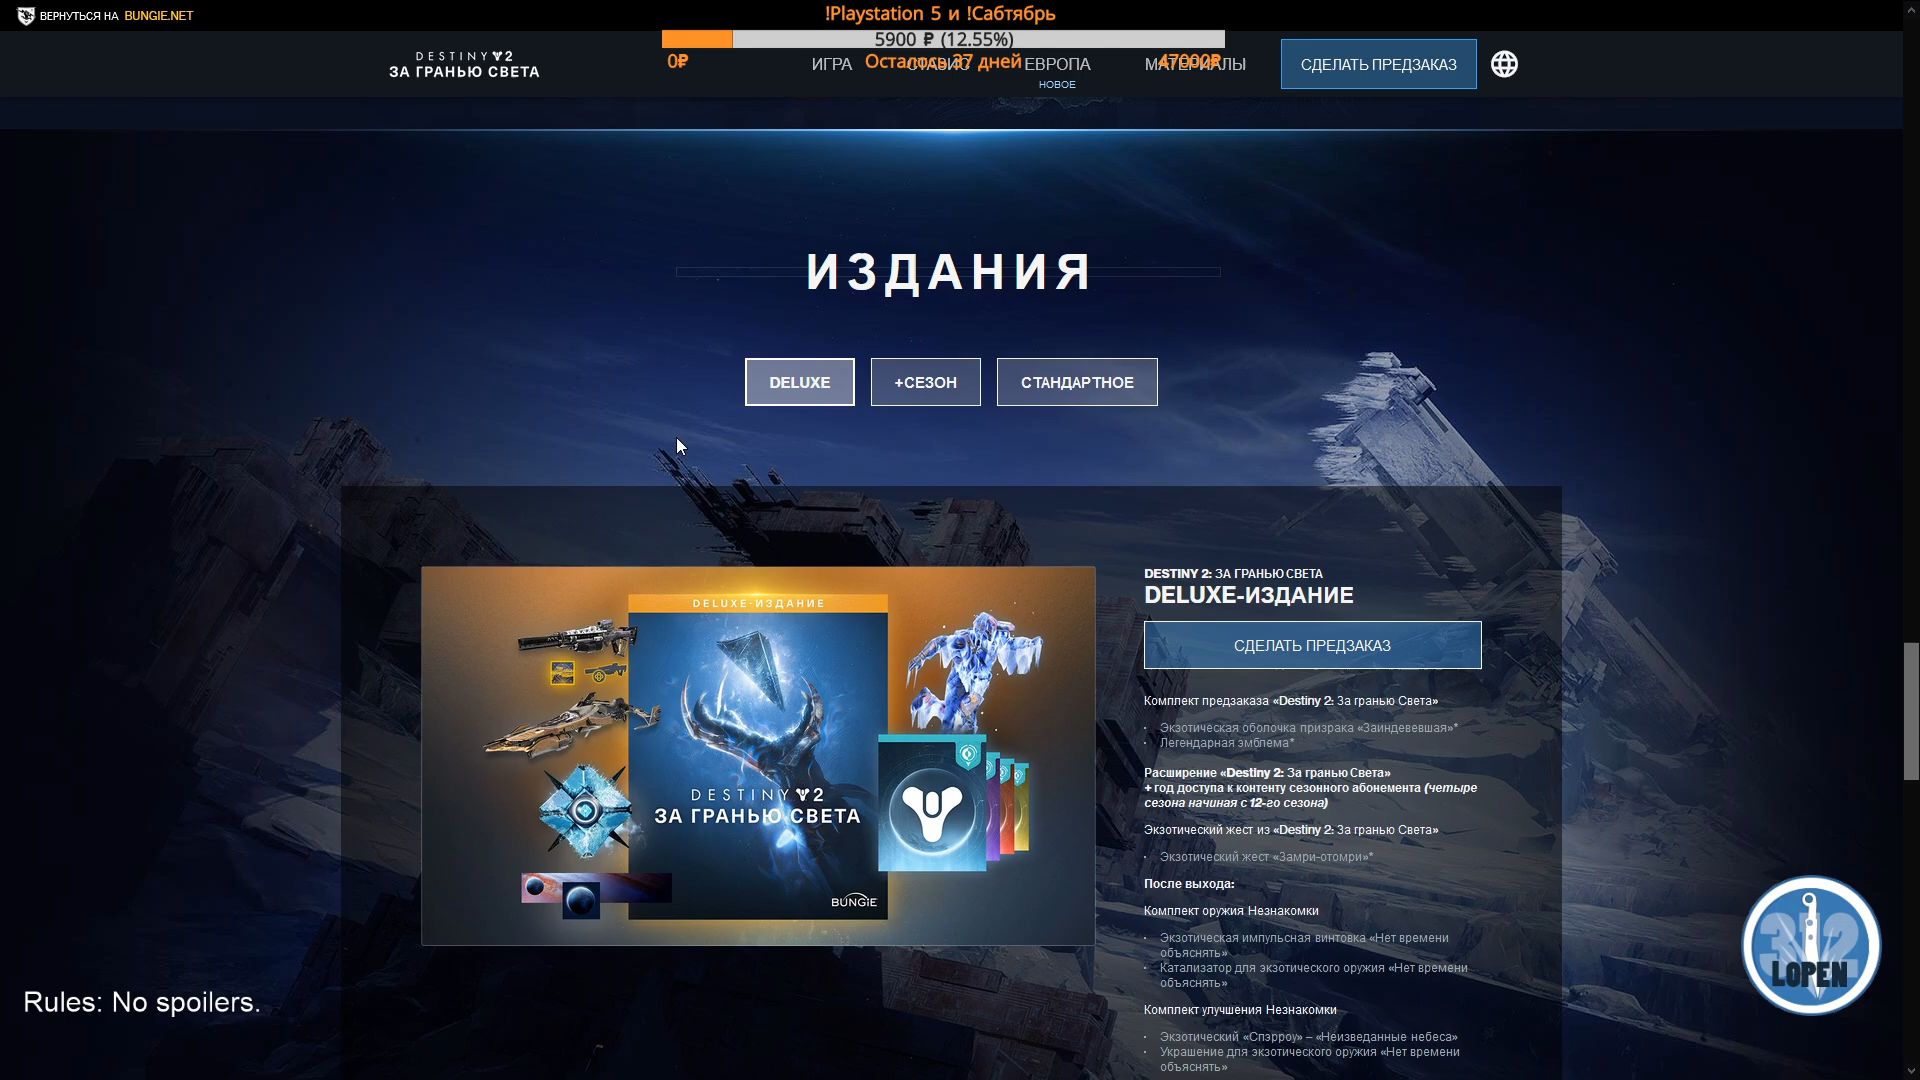 ВЕРНУТЬСЯ НА BUNGIE.NET
!Playstation 5 и !Сабтябрь
5900 ₽ (12.55%)
0₽ Осталось 37 дней 47000₽
DESTINY 2
ЗА ГРАНЬЮ СВЕТА
ИГРА СТАЗИС ЕВРОПА МАТЕРИАЛЫ СДЕЛАТЬ ПРЕДЗАКАЗ
НОВОЕ
ИЗДАНИЯ
DELUXE +СЕЗОН СТАНДАРТНОЕ
DELUXE-ИЗДАНИЕ
DESTINY 2
ЗА ГРАНЬЮ СВЕТА
BUNGIE
DESTINY 2: ЗА ГРАНЬЮ СВЕТА
DELUXE-ИЗДАНИЕ
СДЕЛАТЬ ПРЕДЗАКАЗ
Комплект предзаказа «Destiny 2: За гранью Света»
· Экзотическая оболочка призрака «Заиндевевшая»*
· Легендарная эмблема*
Расширение «Destiny 2: За гранью Света»
+ год доступа к контенту сезонного абонемента (четыре
сезона начиная с 12-го сезона)
Экзотический жест из «Destiny 2: За гранью Света»
· Экзотический жест «Замри-отомри»*
После выхода:
Комплект оружия Незнакомки
· Экзотическая импульсная винтовка «Нет времени
объяснять»
· Катализатор для экзотического оружия «Нет времени
объяснять»
Комплект улучшения Незнакомки
· Экзотический «Спэрроу» – «Неизведанные небеса»
· Украшение для экзотического оружия «Нет времени
объяснять»
Rules: No spoilers.
312
LOPEN